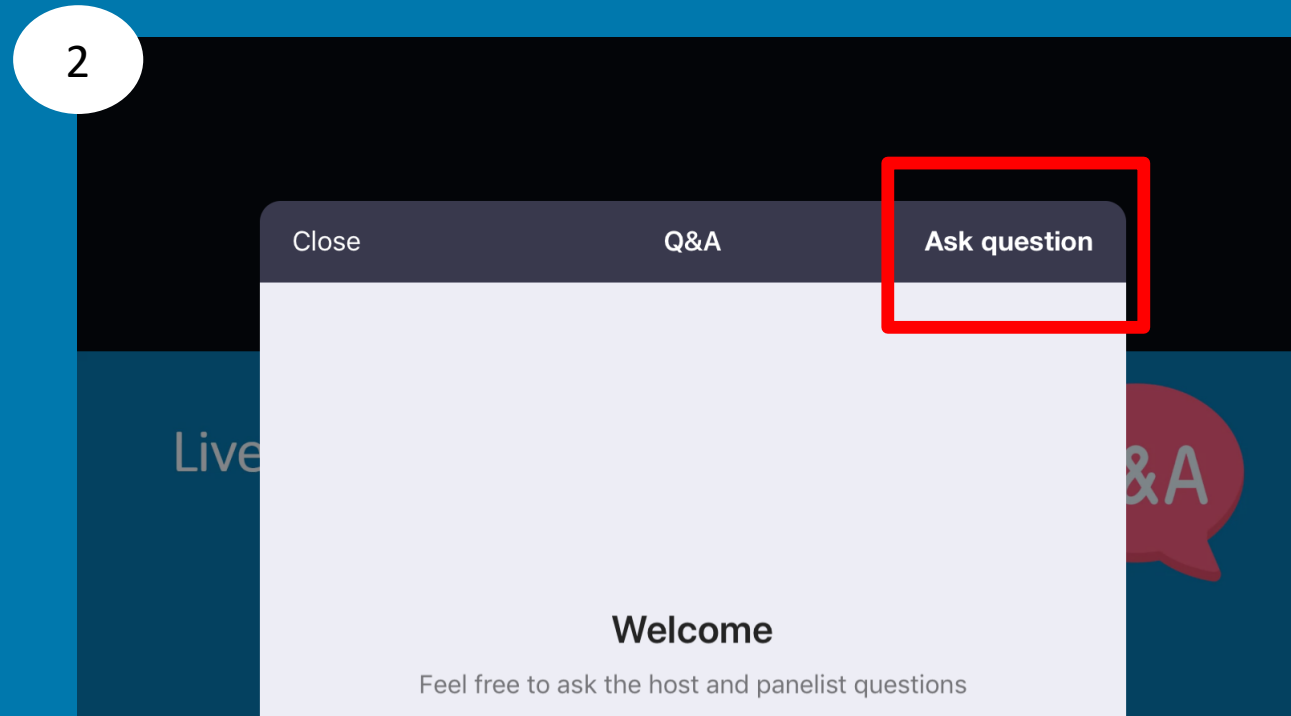 2
Close
Q&A
Ask question
Live
&A
Welcome
Feel free to ask the host and panelist questions